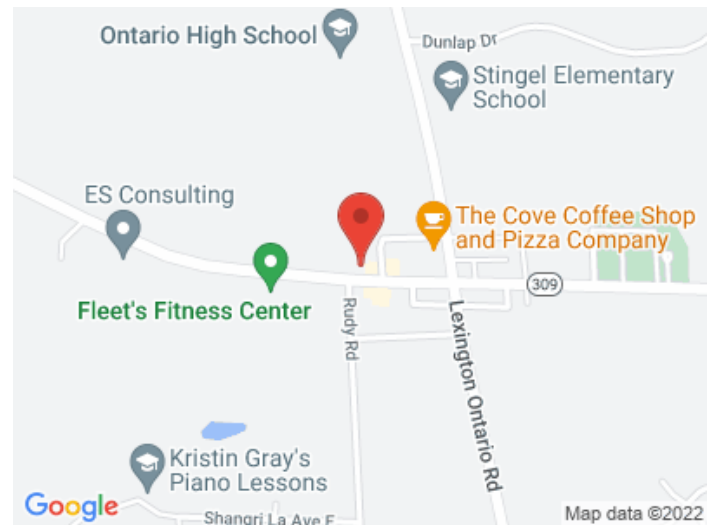 Ontario High School
Dunlap Dr
Stingel Elementary
School
ES Consulting
The Cove Coffee Shop
and Pizza Company
309
Fleet's Fitness Center
Rudy Rd
Lexington Ontario Rd
Kristin Gray's
Piano Lessons
Shangri La Ave E
Google
Map data ©2022